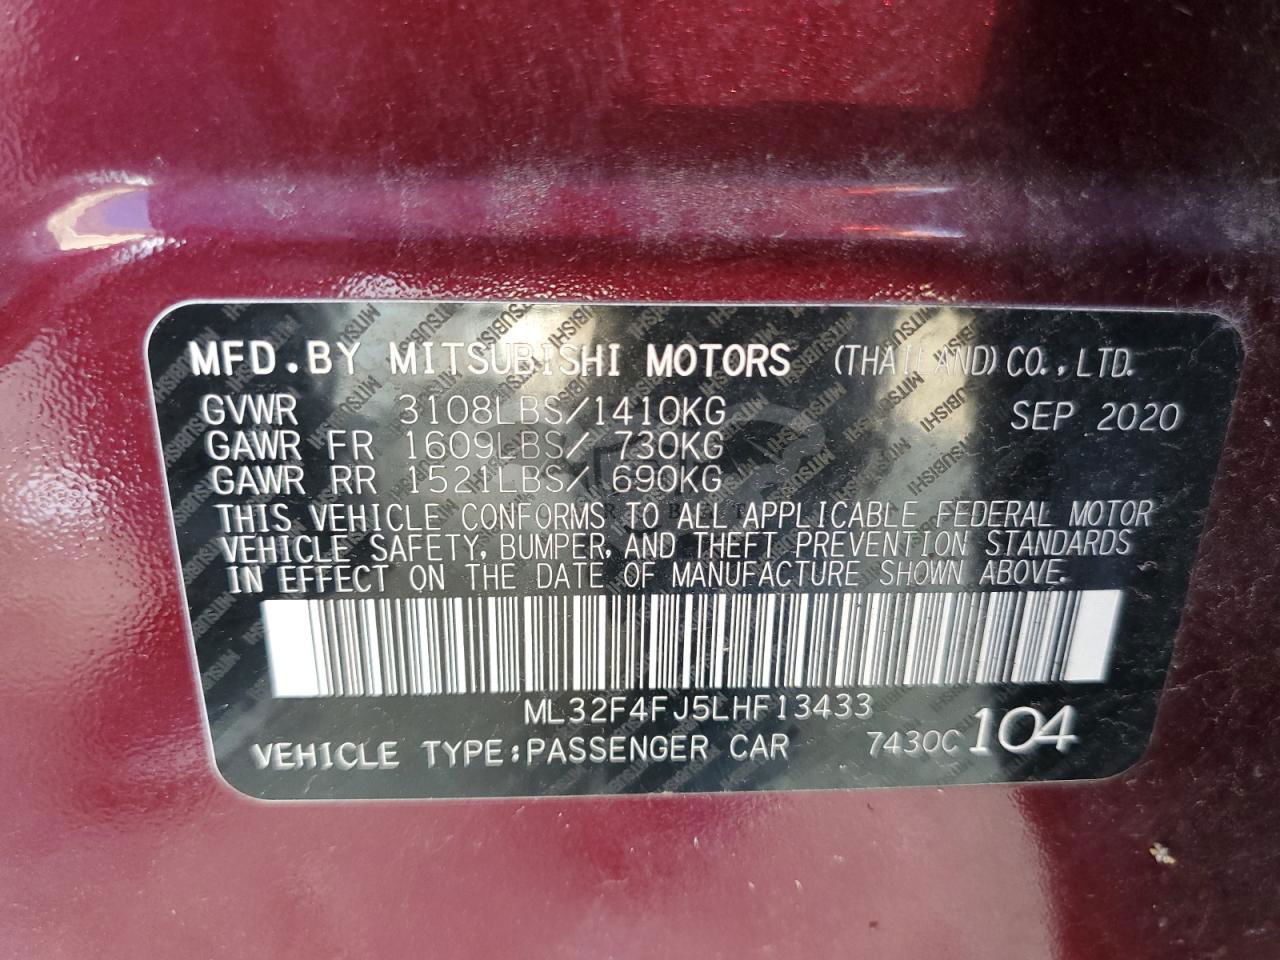 MFD.BY MITSUBISHI MOTORS (THAILAND) CO., LTD.
GVWR 3108LBS/1410KG SEP 2020
GAWR FR 1609LBS/ 730KG
GAWR RR 1521LBS/ 690KG
THIS VEHICLE CONFORMS TO ALL APPLICABLE FEDERAL MOTOR
VEHICLE SAFETY, BUMPER, AND THEFT PREVENTION STANDARDS
IN EFFECT ON THE DATE OF MANUFACTURE SHOWN ABOVE.
ML32F4FJ5LHF13433
VEHICLE TYPE:PASSENGER CAR 7430C 104